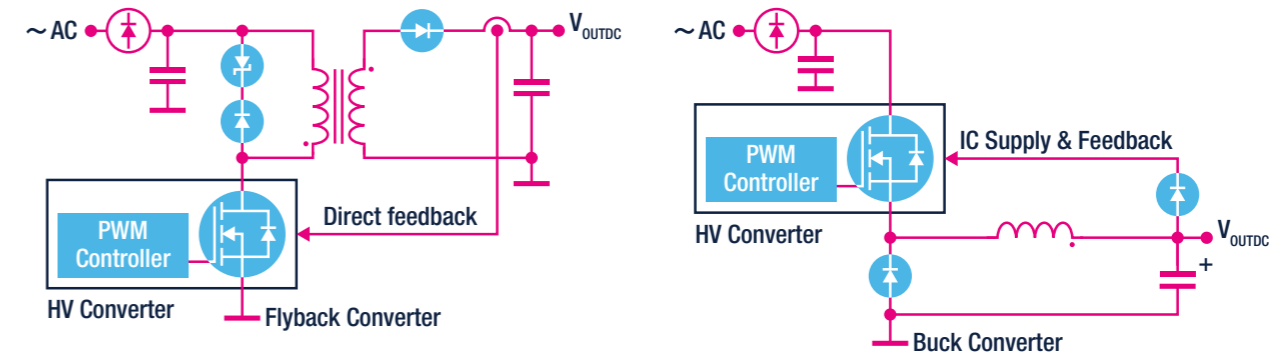 ~ AC
V OUTDC
PWM
Controller
Direct feedback
HV Converter
Flyback Converter
~ AC
PWM
Controller
IC Supply & Feedback
HV Converter
V OUTDC
+
Buck Converter